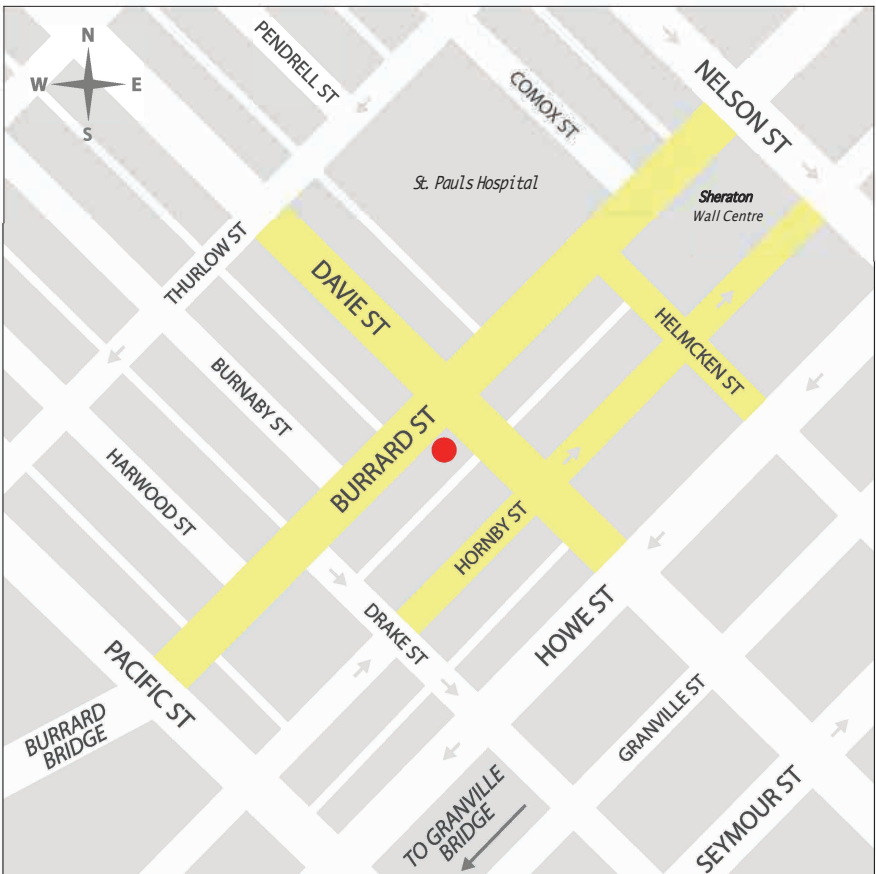 N
W E
S
PENDRELL ST
COMOX ST
NELSON ST
St. Pauls Hospital
Sheraton
Wall Centre
THURLOW ST
DAVIE ST
HELMCKEN ST
BURNABY ST
BURRARD ST
HARWOOD ST
HORNBY ST
DRAKE ST
HOWE ST
PACIFIC ST
BURRARD
BRIDGE
GRANVILLE ST
TO GRANVILLE
BRIDGE
SEYMOUR ST